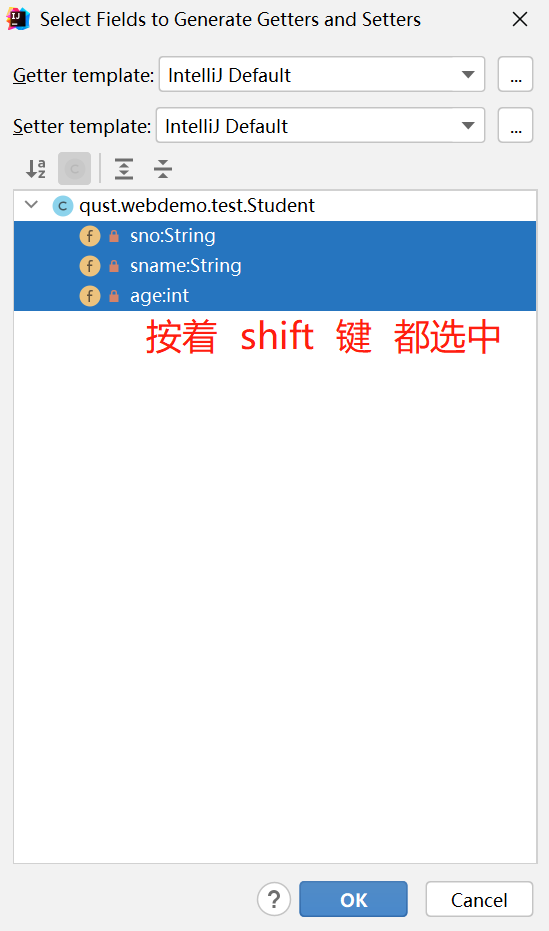 Select Fields to Generate Getters and Setters
Getter template: IntelliJ Default ...
Setter template: IntelliJ Default ...
qust.webdemo.test.Student
sno:String
sname:String
age:int
按着 shift 键 都选中
? OK Cancel